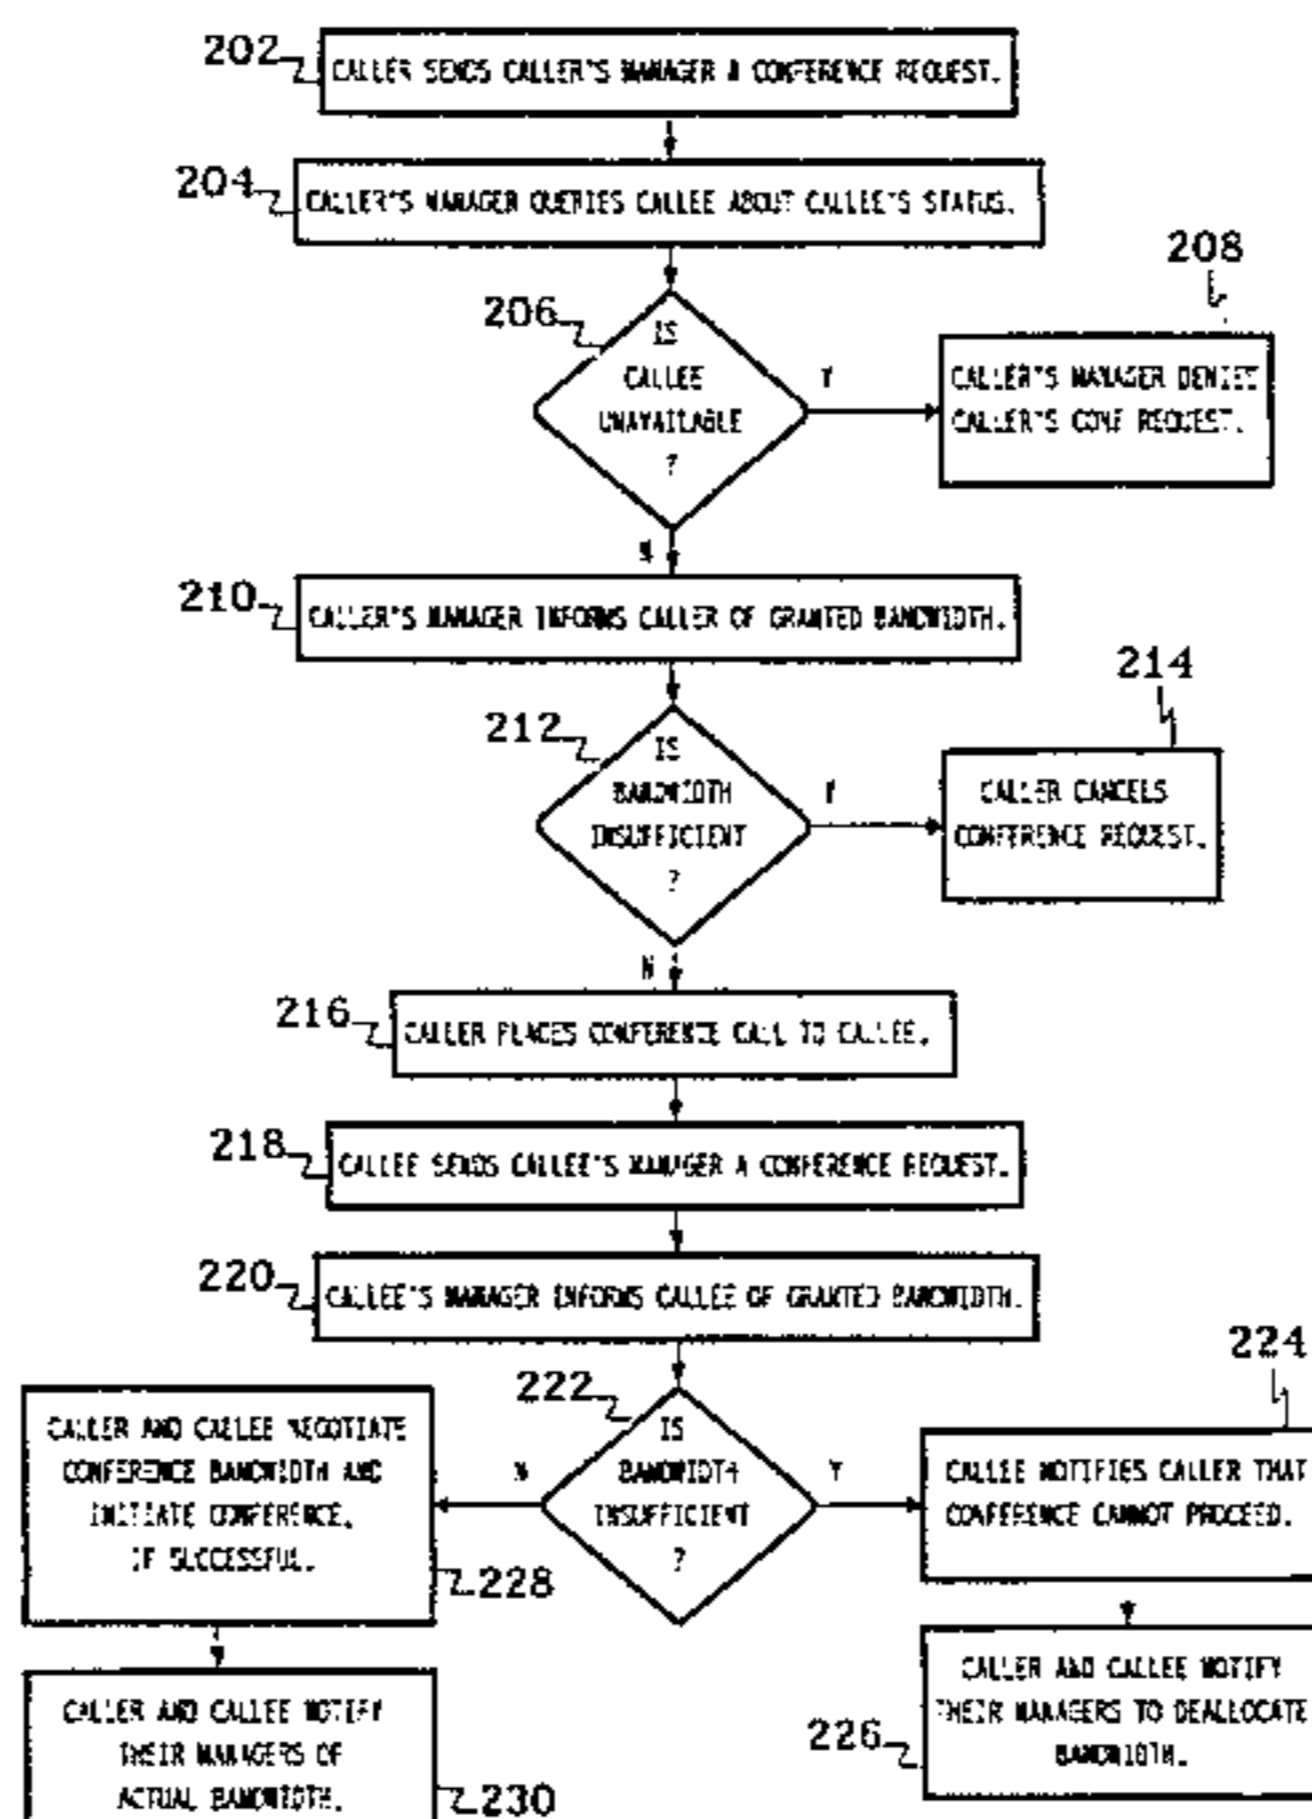 202
CALLER SENDS CALLER'S MANAGER A CONFERENCE REQUEST.
204
CALLER'S MANAGER QUERIES CALLEE ABOUT CALLEE'S STATUS.
206
IS
CALLEE
UNAVAILABLE
?
Y
208
CALLER'S MANAGER DENIES
CALLER'S CONF REQUEST.
N
210
CALLER'S MANAGER INFORMS CALLER OF GRANTED BANDWIDTH.
212
IS
BANDWIDTH
INSUFFICIENT
?
Y
214
CALLER CANCELS
CONFERENCE REQUEST.
N
216
CALLER PLACES CONFERENCE CALL TO CALLEE.
218
CALLEE SENDS CALLEE'S MANAGER A CONFERENCE REQUEST.
220
CALLEE'S MANAGER INFORMS CALLEE OF GRANTED BANDWIDTH.
222
IS
BANDWIDTH
INSUFFICIENT
?
N
Y
224
CALLEE NOTIFIES CALLER THAT
CONFERENCE CANNOT PROCEED.
CALLER AND CALLEE NEGOTIATE
CONFERENCE BANDWIDTH AND
INITIATE CONFERENCE,
IF SUCCESSFUL.
228
226
CALLER AND CALLEE NOTIFY
THEIR MANAGERS TO DEALLOCATE
BANDWIDTH.
CALLER AND CALLEE NOTIFY
THEIR MANAGERS OF
ACTUAL BANDWIDTH.
230